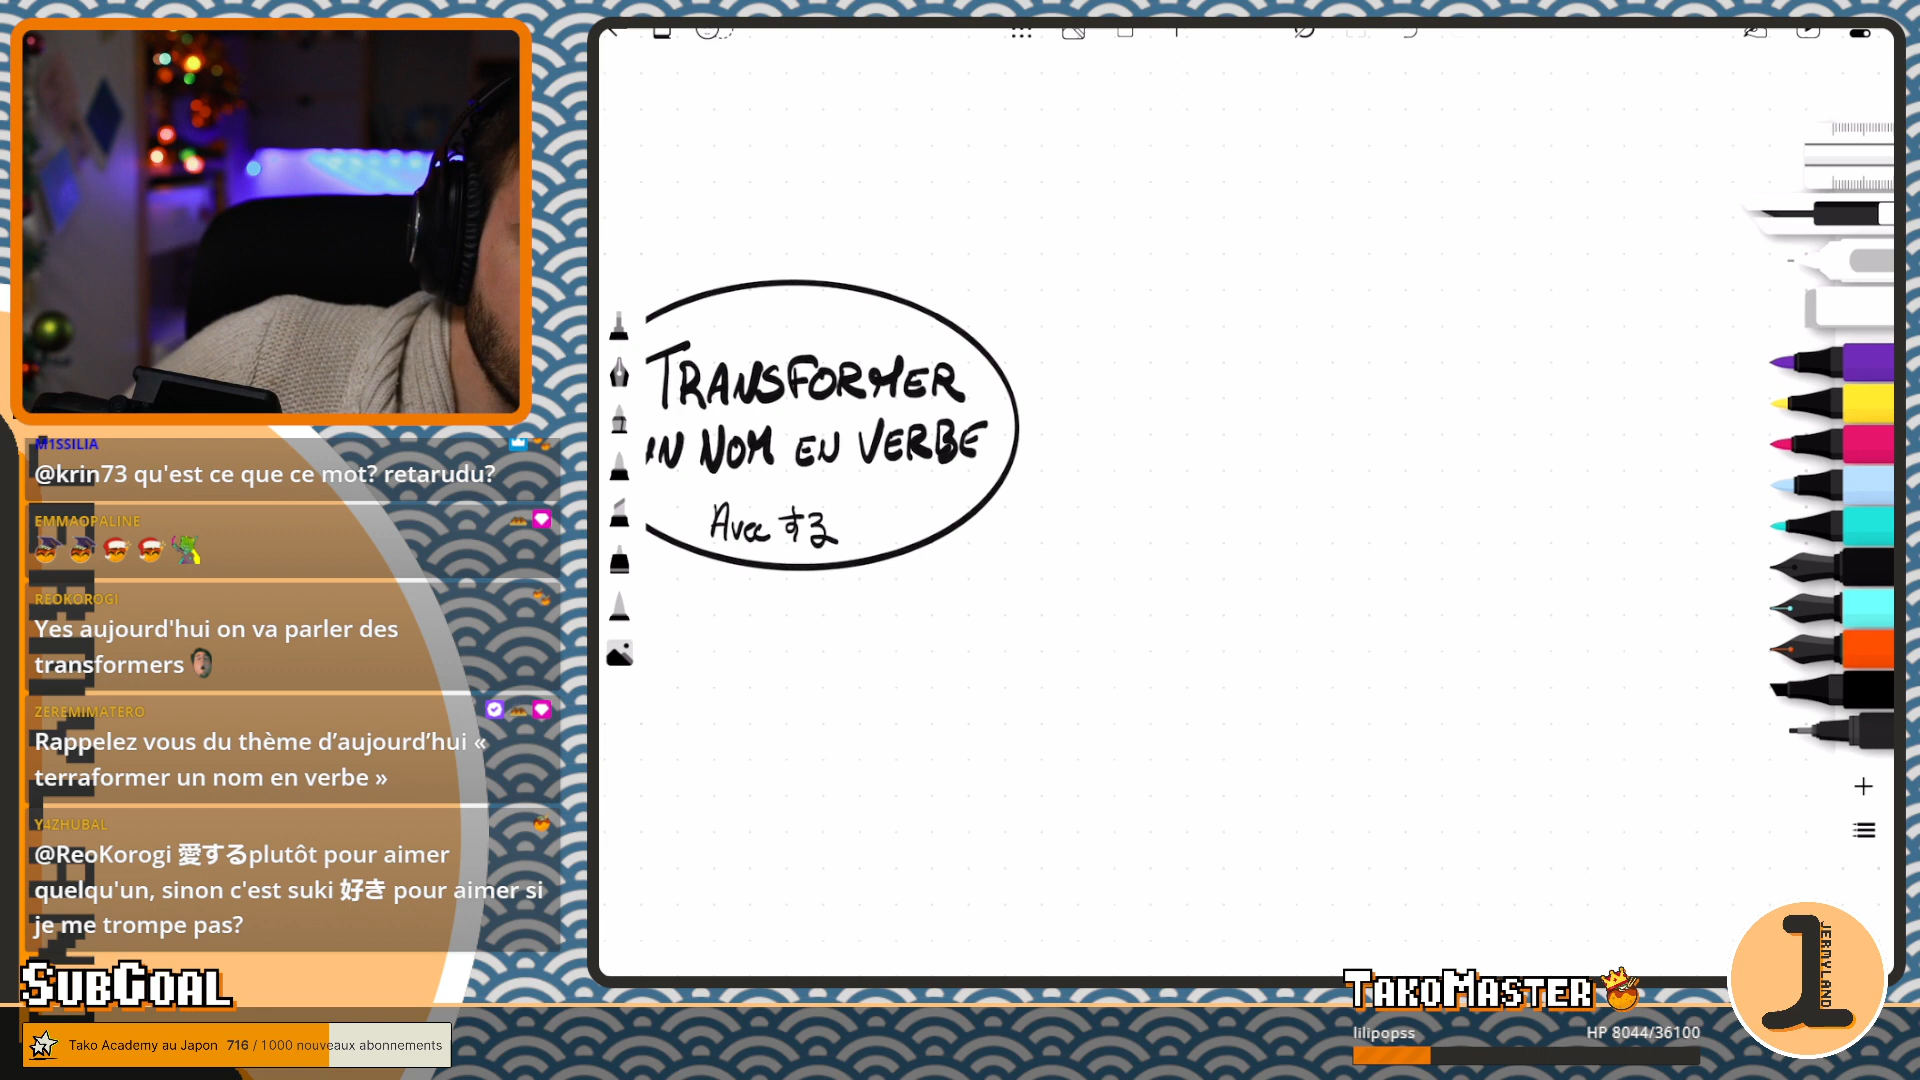 M1SSILIA
@krin73 qu'est ce que ce mot? retarudu?
EMMAOPALINE
REOKOROGI
Yes aujourd'hui on va parler des
transformers
ZEREMIMATERO
Rappelez vous du thème d’aujourd’hui «
terraformer un nom en verbe »
Y4ZHUBAL
@ReoKorogi 愛するplutôt pour aimer
quelqu'un, sinon c'est suki 好き pour aimer si
je me trompe pas?
SUBGOAL
Tako Academy au Japon 716 / 1000 nouveaux abonnements
TRANSFORMER
UN NOM EN VERBE
Avec する
TAKOMASTER
lilipopss HP 8044/36100
JERMYLAND